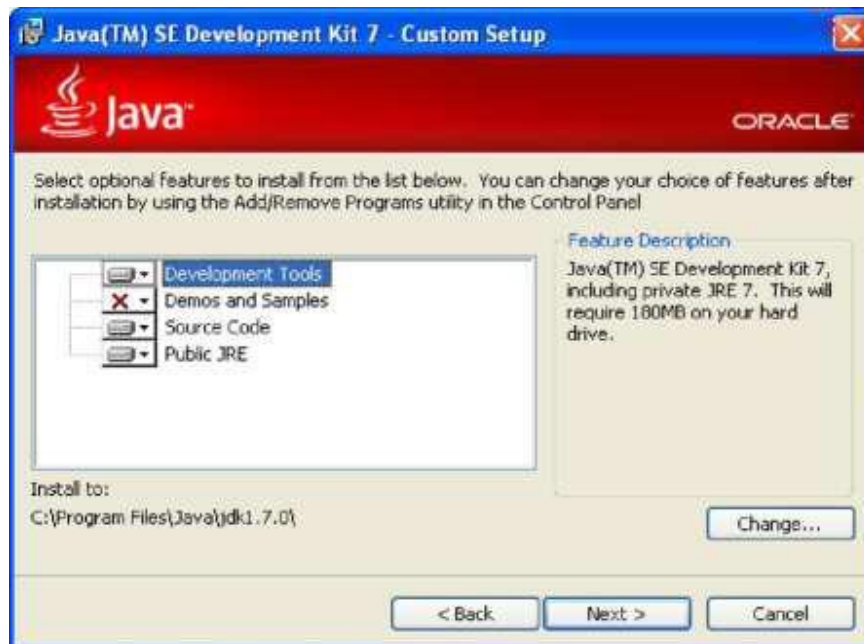 Java(TM) SE Development Kit 7 - Custom Setup
Java™
ORACLE
Select optional features to install from the list below. You can change your choice of features after
installation by using the Add/Remove Programs utility in the Control Panel
Development Tools
Demos and Samples
Source Code
Public JRE
Feature Description
Java(TM) SE Development Kit 7,
including private JRE 7. This will
require 180MB on your hard
drive.
Install to:
C:\Program Files\Java\jdk1.7.0\
Change...
< Back
Next >
Cancel